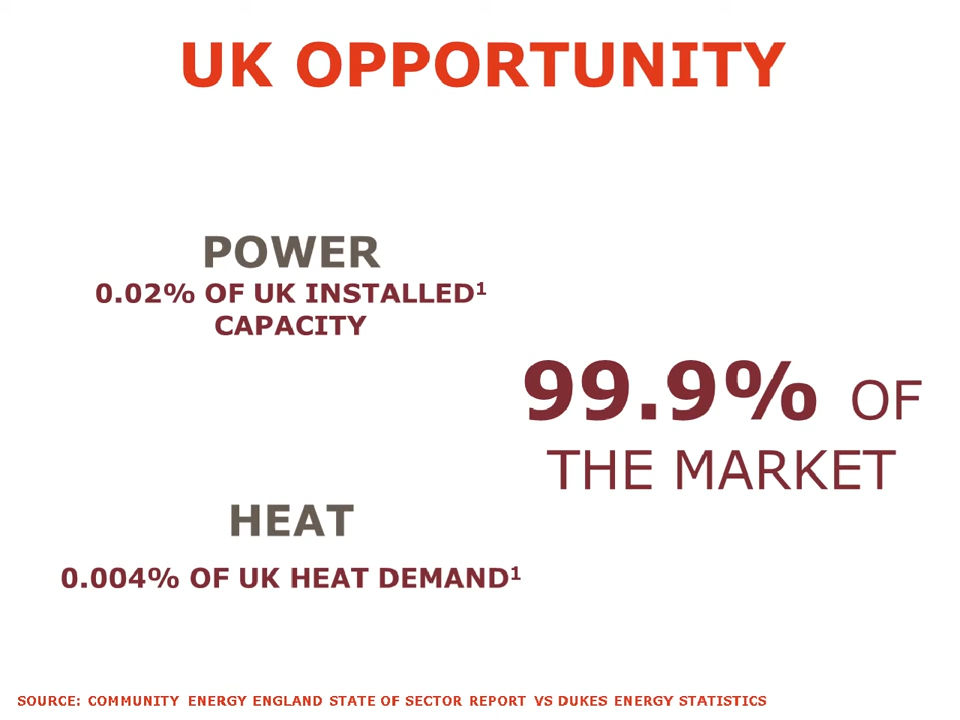 UK OPPORTUNITY
POWER
0.02% OF UK INSTALLED¹
CAPACITY
99.9% OF
THE MARKET
HEAT
0.004% OF UK HEAT DEMAND¹
SOURCE: COMMUNITY ENERGY ENGLAND STATE OF SECTOR REPORT VS DUKES ENERGY STATISTICS